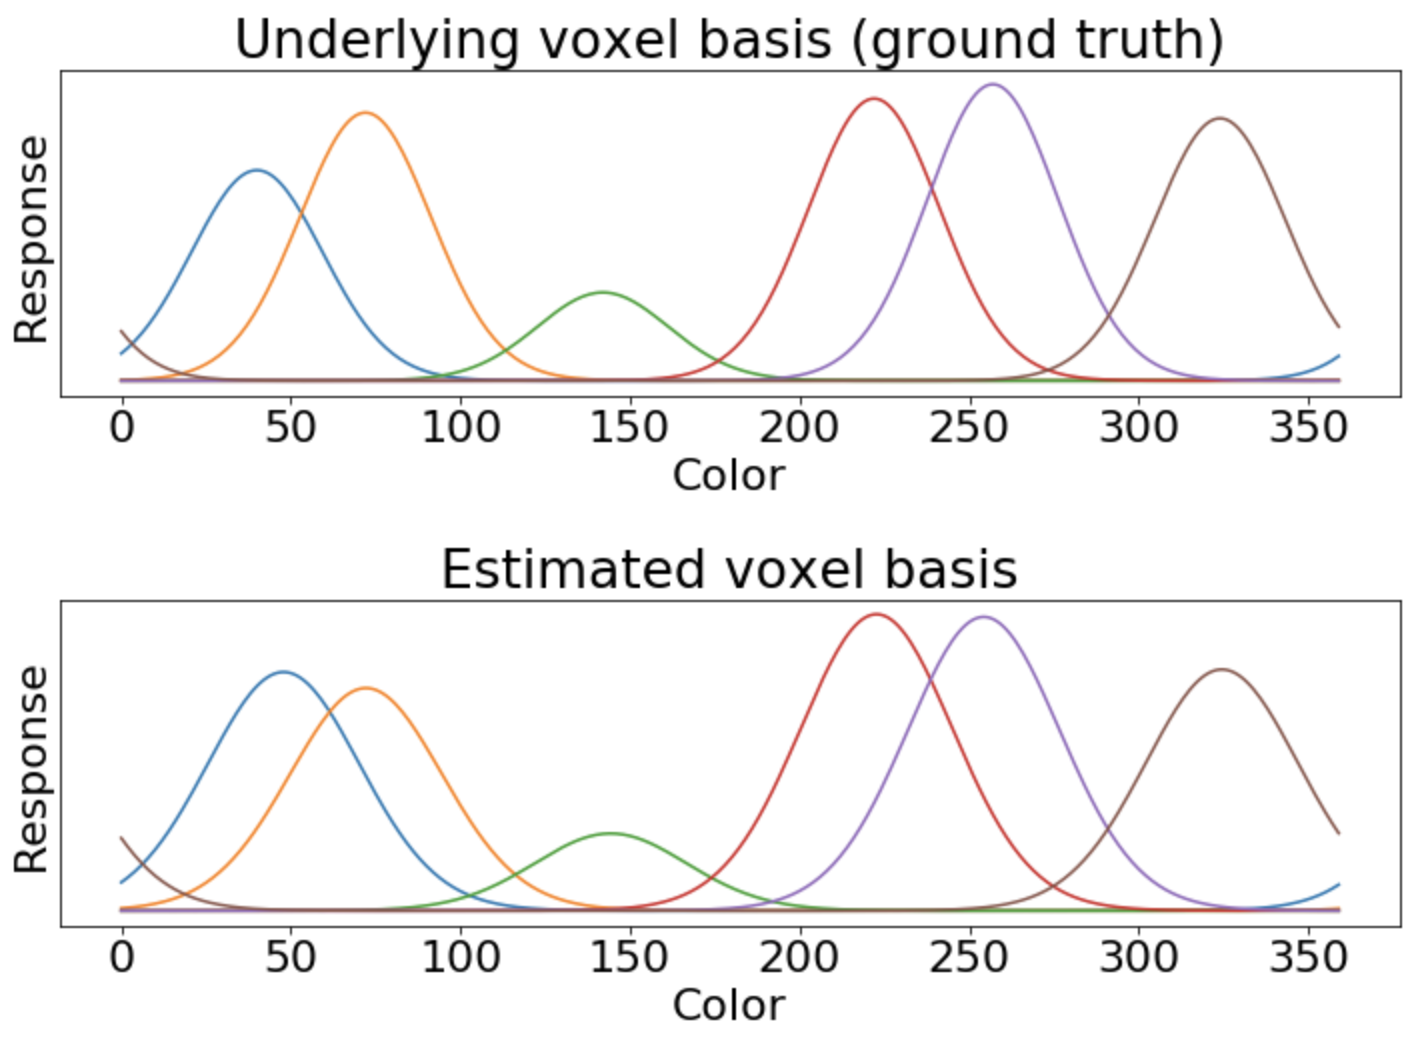 Underlying voxel basis (ground truth)
Response
0 50 100 150 200 250 300 350
Color
Estimated voxel basis
Response
0 50 100 150 200 250 300 350
Color